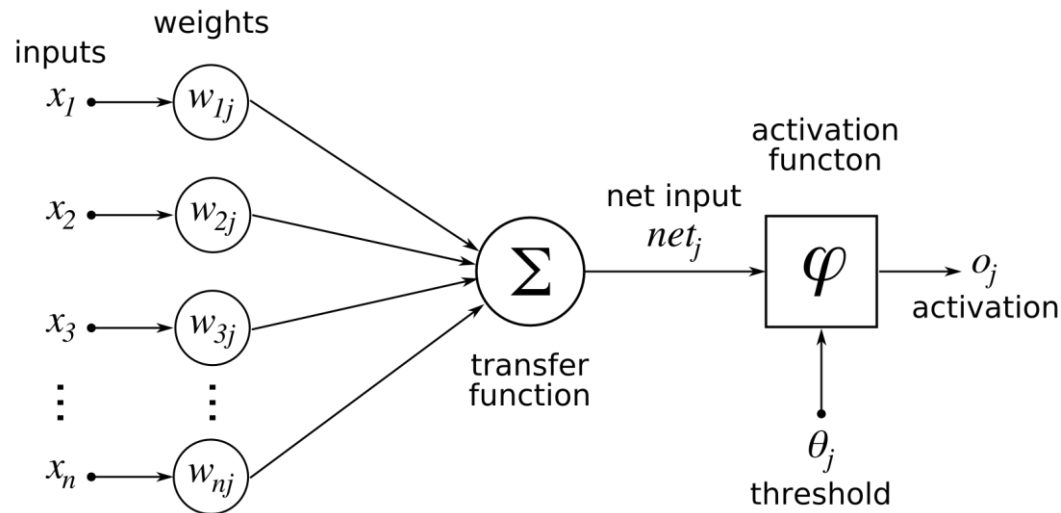 weights
inputs
x1
w1j
x2
w2j
x3
w3j
⋮
⋮
xn
wnj
Σ
transfer
function
net input
netj
activation
functon
φ
oj
activation
θj
threshold